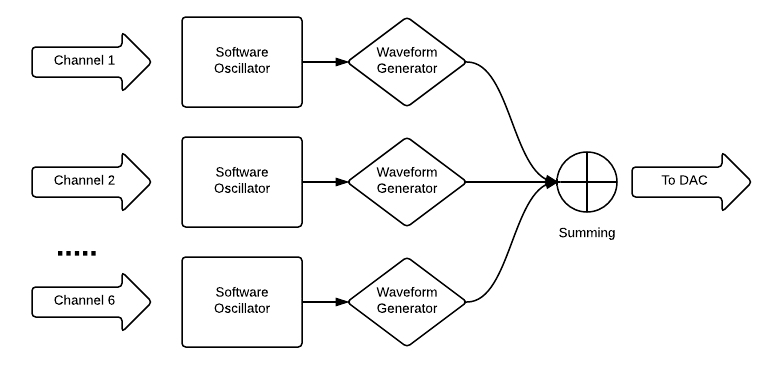 Channel 1
Software
Oscillator
Waveform
Generator
Channel 2
Software
Oscillator
Waveform
Generator
To DAC
Summing
.....
Channel 6
Software
Oscillator
Waveform
Generator